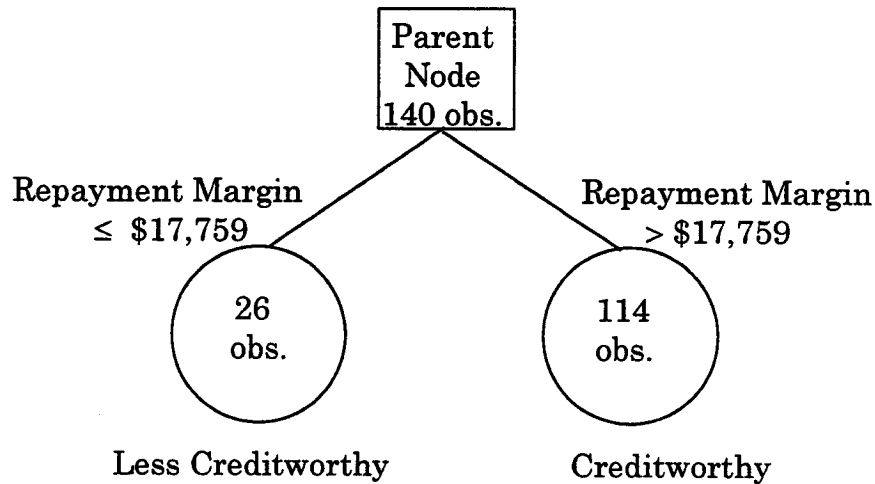 Parent
Node
140 obs.
Repayment Margin
≤ $17,759
Repayment Margin
> $17,759
26
obs.
114
obs.
Less Creditworthy
Creditworthy